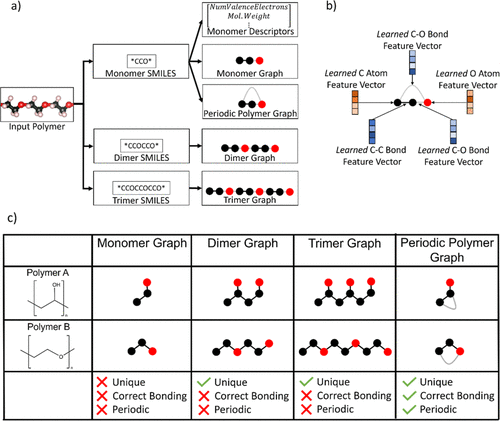 a)
NumValenceElectrons
Mol.Weight
⋮
Monomer Descriptors
*CCO*
Monomer SMILES
Monomer Graph
Periodic Polymer Graph
Input Polymer
*CCOCCO*
Dimer SMILES
Dimer Graph
*CCOCCOCCO*
Trimer SMILES
Trimer Graph
b)
Learned C-O Bond
Feature Vector
Learned C Atom
Feature Vector
Learned O Atom
Feature Vector
Learned C-C Bond
Feature Vector
Learned C-O Bond
Feature Vector
c)
Monomer Graph
Dimer Graph
Trimer Graph
Periodic Polymer
Graph
Polymer A
OH
n
Polymer B
O
n
✕ Unique
✕ Correct Bonding
✕ Periodic
✓ Unique
✕ Correct Bonding
✕ Periodic
✓ Unique
✕ Correct Bonding
✕ Periodic
✓ Unique
✓ Correct Bonding
✓ Periodic